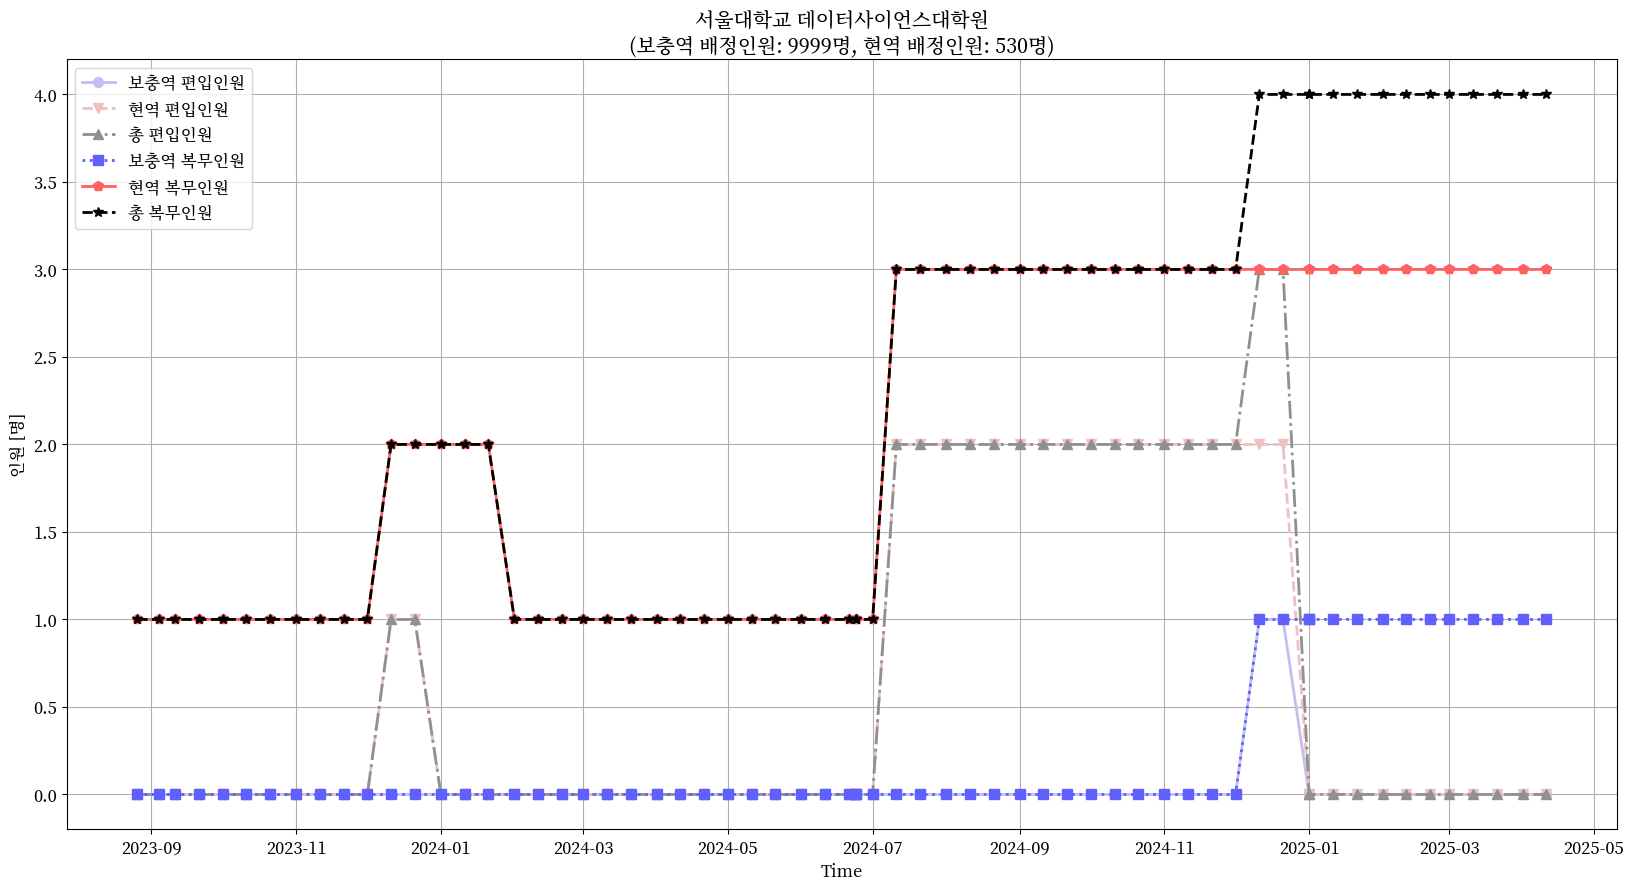 서울대학교 데이터사이언스대학원
(보충역 배정인원: 9999명, 현역 배정인원: 530명)
보충역 편입인원
현역 편입인원
총 편입인원
보충역 복무인원
현역 복무인원
총 복무인원
인원 [명]
4.0
3.5
3.0
2.5
2.0
1.5
1.0
0.5
0.0
2023-09
2023-11
2024-01
2024-03
2024-05
2024-07
2024-09
2024-11
2025-01
2025-03
2025-05
Time